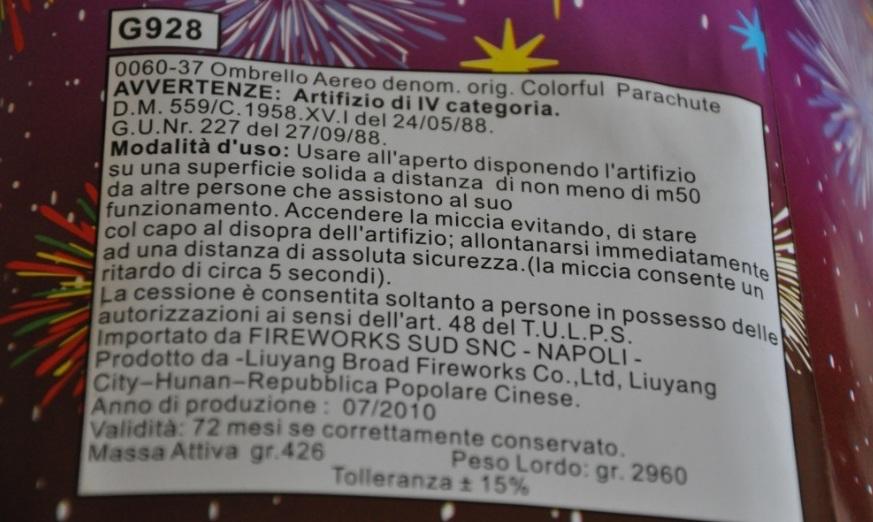 G928
0060-37 Ombrello Aereo denom. orig. Colorful Parachute
AVVERTENZE: Artifizio di IV categoria.
D.M. 559/C.1958.XV.I del 24/05/88.
G.U.Nr. 227 del 27/09/88.
Modalità d'uso: Usare all'aperto disponendo l'artifizio
su una superficie solida a distanza di non meno di m50
da altre persone che assistono al suo
funzionamento. Accendere la miccia evitando, di stare
col capo al disopra dell'artifizio; allontanarsi immediatamente
ad una distanza di assoluta sicurezza.(la miccia consente un
ritardo di circa 5 secondi).
La cessione è consentita soltanto a persone in possesso delle
autorizzazioni ai sensi dell'art. 48 del T.U.L.P.S.
Importato da FIREWORKS SUD SNC - NAPOLI -
Prodotto da -Liuyang Broad Fireworks Co.,Ltd, Liuyang
City-Hunan-Repubblica Popolare Cinese.
Anno di produzione : 07/2010
Validità: 72 mesi se correttamente conservato.
Massa Attiva gr.426 Peso Lordo: gr. 2960
Tolleranza ± 15%